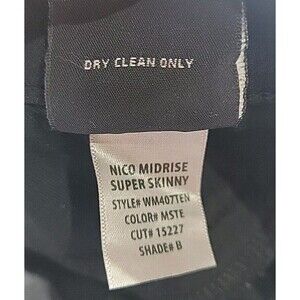 DRY CLEAN ONLY
NICO MIDRISE
SUPER SKINNY
STYLE# WM407TEN
COLOR# MSTE
CUT# 15227
SHADE# B